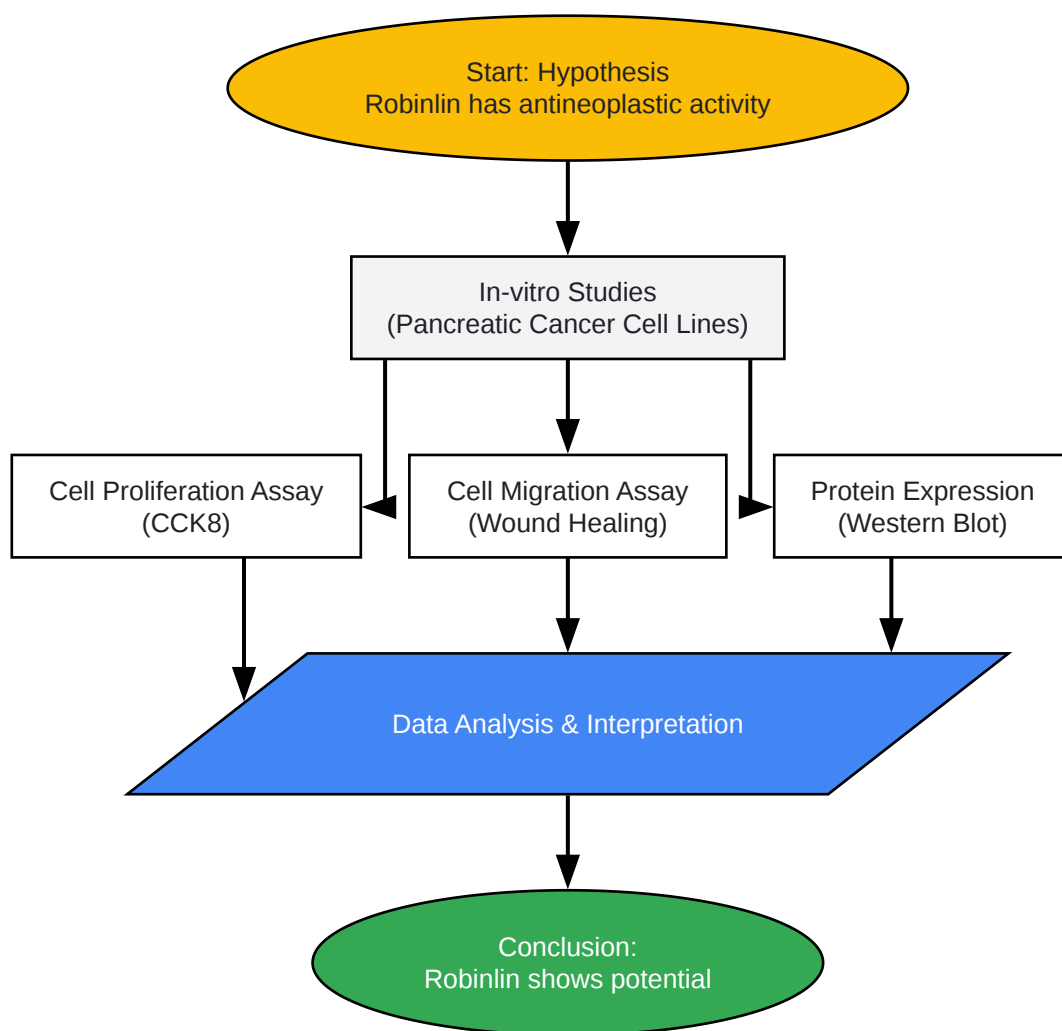 Start: Hypothesis
Robinlin has antineoplastic activity
In-vitro Studies
(Pancreatic Cancer Cell Lines)
Cell Proliferation Assay
(CCK8)
Cell Migration Assay
(Wound Healing)
Protein Expression
(Western Blot)
Data Analysis & Interpretation
Conclusion:
Robinlin shows potential